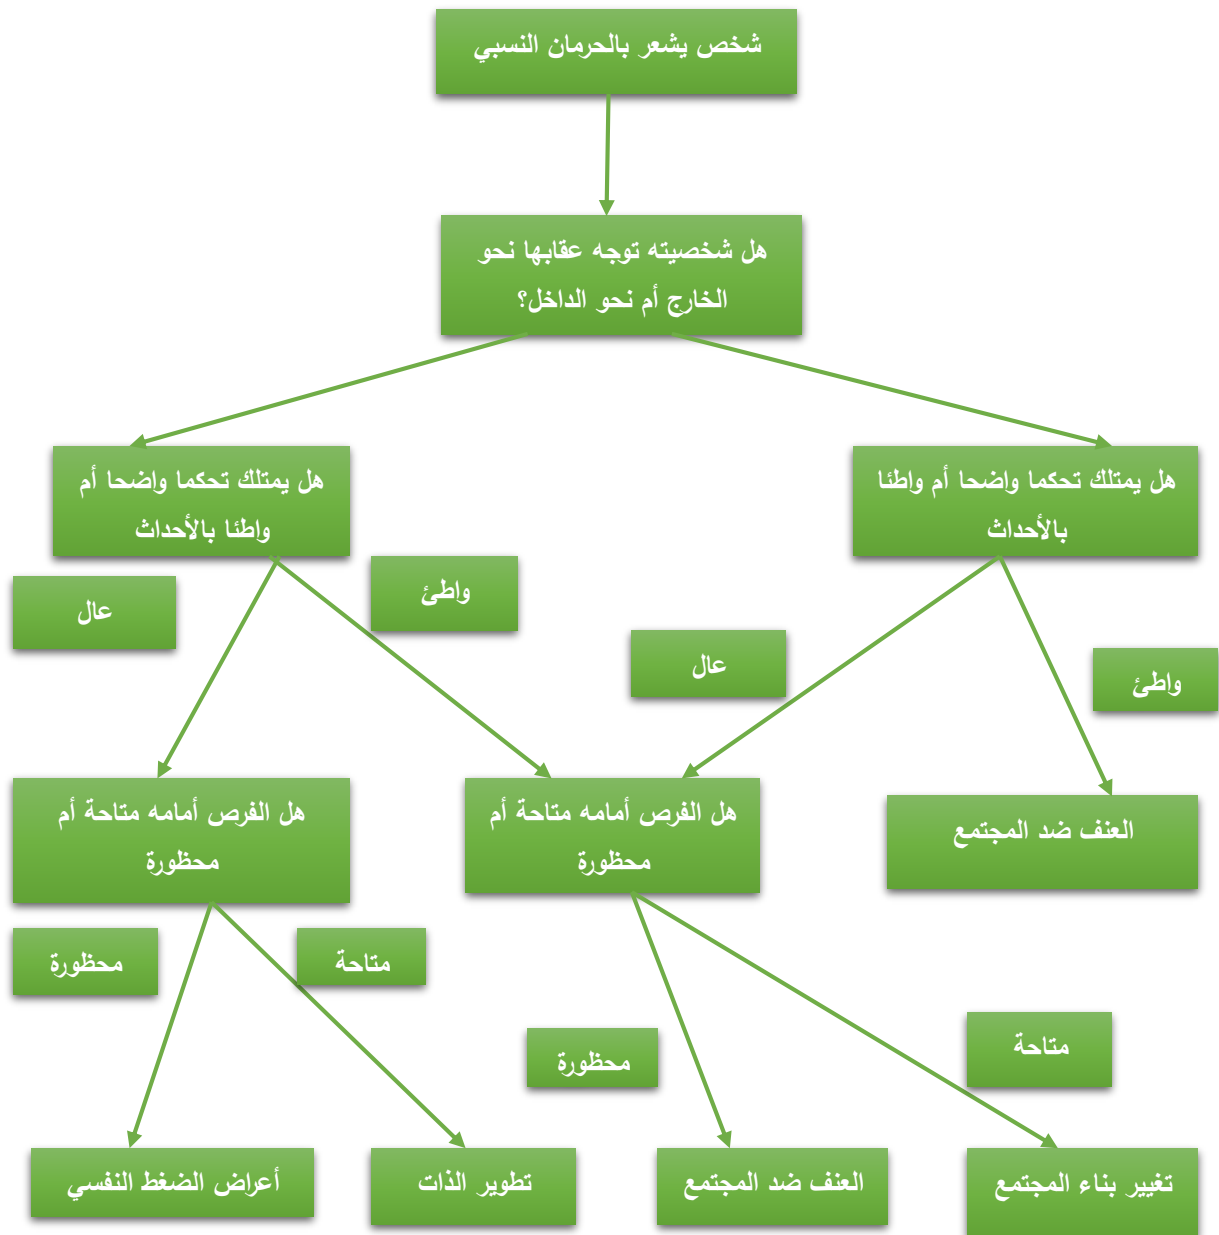 شخص يشعر بالحرمان النسبي
هل شخصيته توجه عقابها نحو
الخارج أم نحو الداخل؟
هل يمتلك تحكما واضحا أم واطئا
بالأحداث
هل يمتلك تحكما واضحا أم
واطئا بالأحداث
واطئ
عال
واطئ
عال
العنف ضد المجتمع
هل الفرص أمامه متاحة أم
محظورة
هل الفرص أمامه متاحة أم
محظورة
متاحة
محظورة
متاحة
محظورة
تغيير بناء المجتمع
العنف ضد المجتمع
تطوير الذات
أعراض الضغط النفسي